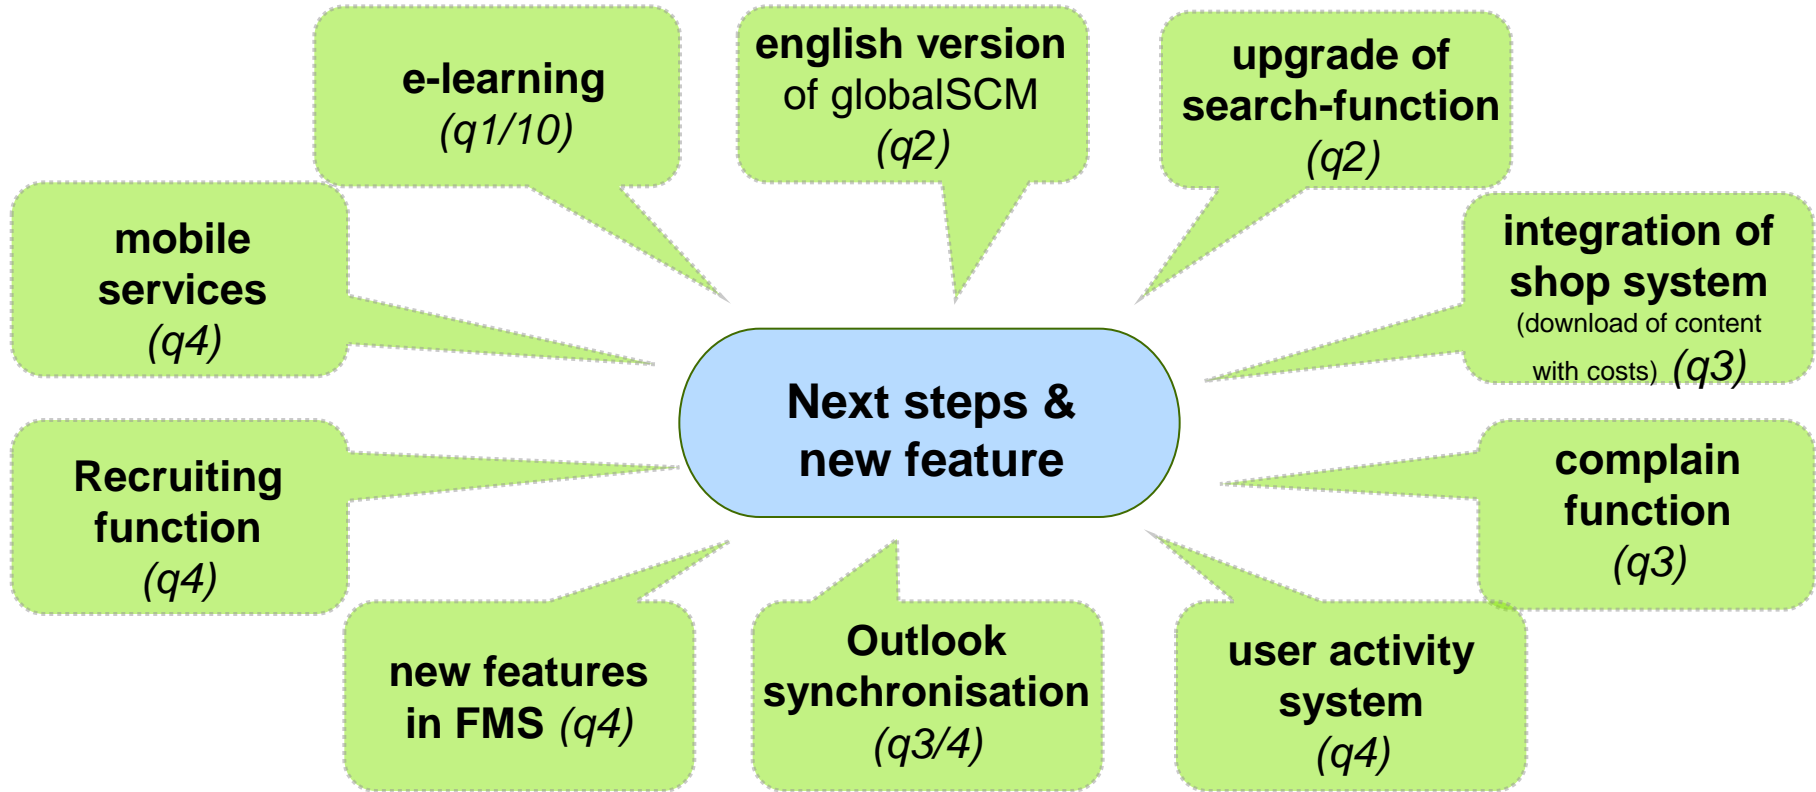 e-learning
(q1/10)
english version
of globalSCM
(q2)
upgrade of
search-function
(q2)
mobile
services
(q4)
integration of
shop system
(download of content
with costs) (q3)
Next steps &
new feature
Recruiting
function
(q4)
complain
function
(q3)
new features
in FMS (q4)
Outlook
synchronisation
(q3/4)
user activity
system
(q4)